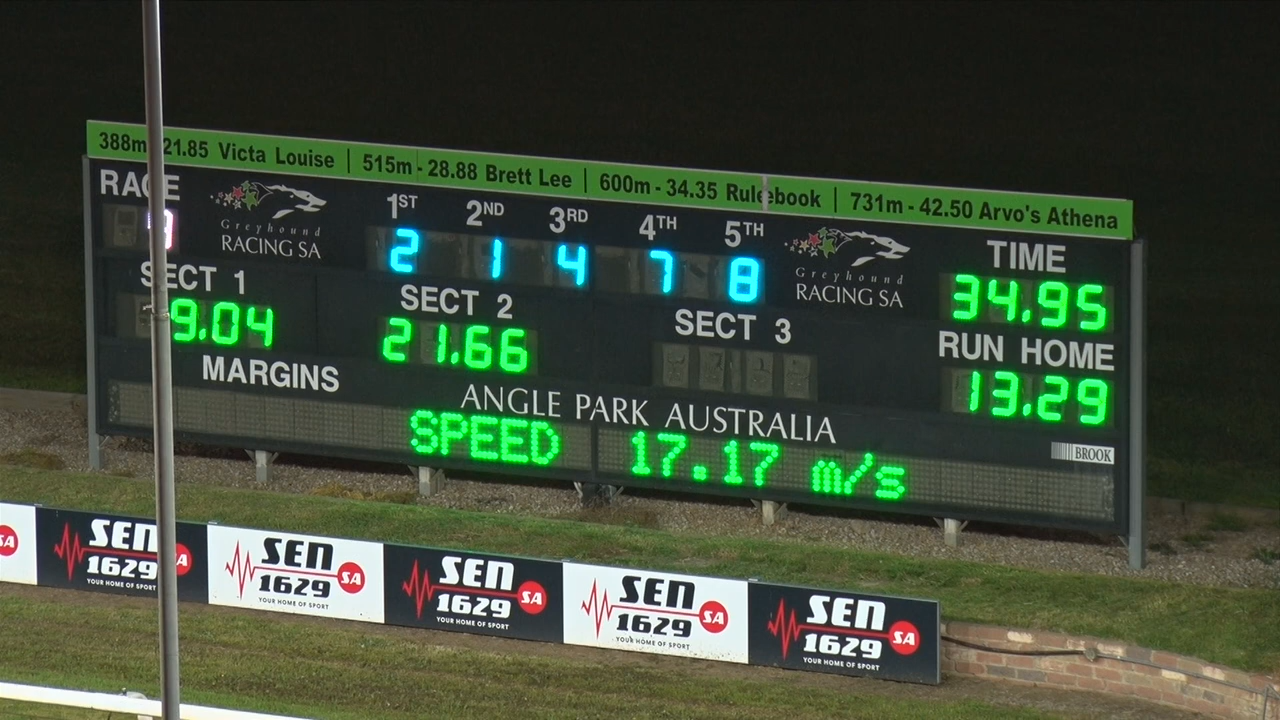 388m 21.85 Victa Louise | 515m - 28.88 Brett Lee | 600m - 34.35 Rulebook | 731m - 42.50 Arvo's Athena
RACE
Greyhound
RACING SA
1ST 2ND 3RD 4TH 5TH
2 1 4 7 8
Greyhound
RACING SA
TIME
34.95
SECT 1
9.04
SECT 2
21.66
SECT 3
RUN HOME
13.29
MARGINS
ANGLE PARK AUSTRALIA
SPEED 17.17 m/s
BROOK
SA
SEN
1629
SA
YOUR HOME OF SPORT
SEN
1629
SA
YOUR HOME OF SPORT
SEN
1629
SA
YOUR HOME OF SPORT
SEN
1629
SA
YOUR HOME OF SPORT
SEN
1629
SA
YOUR HOME OF SPORT